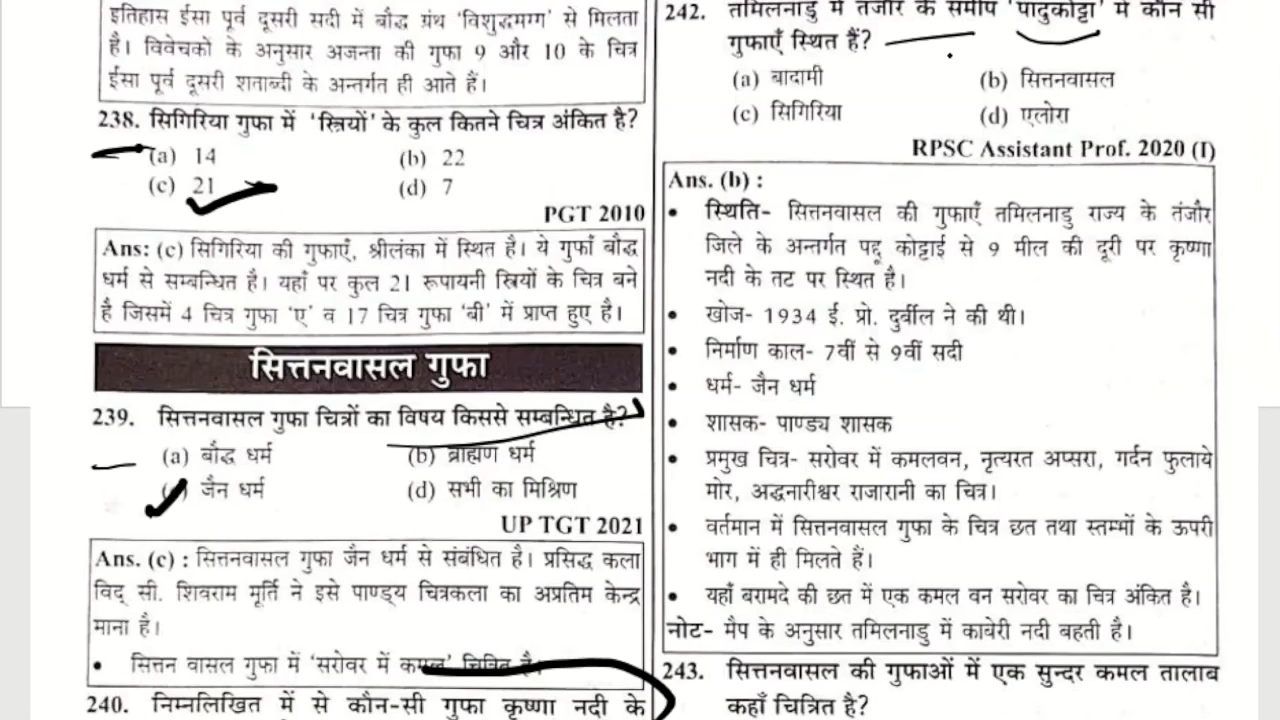 इतिहास ईसा पूर्व दूसरी सदी में बौद्ध ग्रंथ ‘विशुद्धमग्ग’ से मिलता
है। विवेचकों के अनुसार अजन्ता की गुफा 9 और 10 के चित्र
ईसा पूर्व दूसरी शताब्दी के अन्तर्गत ही आते हैं।
238. सिगिरिया गुफा में ‘स्त्रियों’ के कुल कितने चित्र अंकित है?
(a) 14 (b) 22
(c) 21 (d) 7
PGT 2010
Ans: (c) सिगिरिया की गुफाएँ, श्रीलंका में स्थित है। ये गुफाँ बौद्ध
धर्म से सम्बन्धित है। यहाँ पर कुल 21 रूपायनी स्त्रियों के चित्र बने
है जिसमें 4 चित्र गुफा ‘ए’ व 17 चित्र गुफा ‘बी’ में प्राप्त हुए है।
सित्तनवासल गुफा
239. सित्तनवासल गुफा चित्रों का विषय किससे सम्बन्धित है?
(a) बौद्ध धर्म (b) ब्राह्मण धर्म
जैन धर्म (d) सभी का मिश्रिण
UP TGT 2021
Ans. (c) : सित्तनवासल गुफा जैन धर्म से संबंधित है। प्रसिद्ध कला
विद् सी. शिवराम मूर्ति ने इसे पाण्ड्य चित्रकला का अप्रतिम केन्द्र
माना है।
• सित्तन वासल गुफा में ‘सरोवर में कमल’ चित्रित है।
240. निम्नलिखित में से कौन-सी गुफा कृष्णा नदी के
242. तमिलनाडु में तंजौर के समीप ‘पादुकोट्टा’ में कौन सी
गुफाएँ स्थित हैं?
(a) बादामी (b) सित्तनवासल
(c) सिगिरिया (d) एलोरा
RPSC Assistant Prof. 2020 (I)
Ans. (b) :
• स्थिति- सित्तनवासल की गुफाएँ तमिलनाडु राज्य के तंजौर
जिले के अन्तर्गत पद्दू कोट्टाई से 9 मील की दूरी पर कृष्णा
नदी के तट पर स्थित है।
• खोज- 1934 ई. प्रो. दुर्वील ने की थी।
• निर्माण काल- 7वीं से 9वीं सदी
• धर्म- जैन धर्म
• शासक- पाण्ड्य शासक
• प्रमुख चित्र- सरोवर में कमलवन, नृत्यरत अप्सरा, गर्दन फुलाये
मोर, अद्धनारीश्वर राजारानी का चित्र।
• वर्तमान में सित्तनवासल गुफा के चित्र छत तथा स्तम्भों के ऊपरी
भाग में ही मिलते हैं।
• यहाँ बरामदे की छत में एक कमल वन सरोवर का चित्र अंकित है।
नोट- मैप के अनुसार तमिलनाडु में काबेरी नदी बहती है।
243. सित्तनवासल की गुफाओं में एक सुन्दर कमल तालाब
कहाँ चित्रित है?